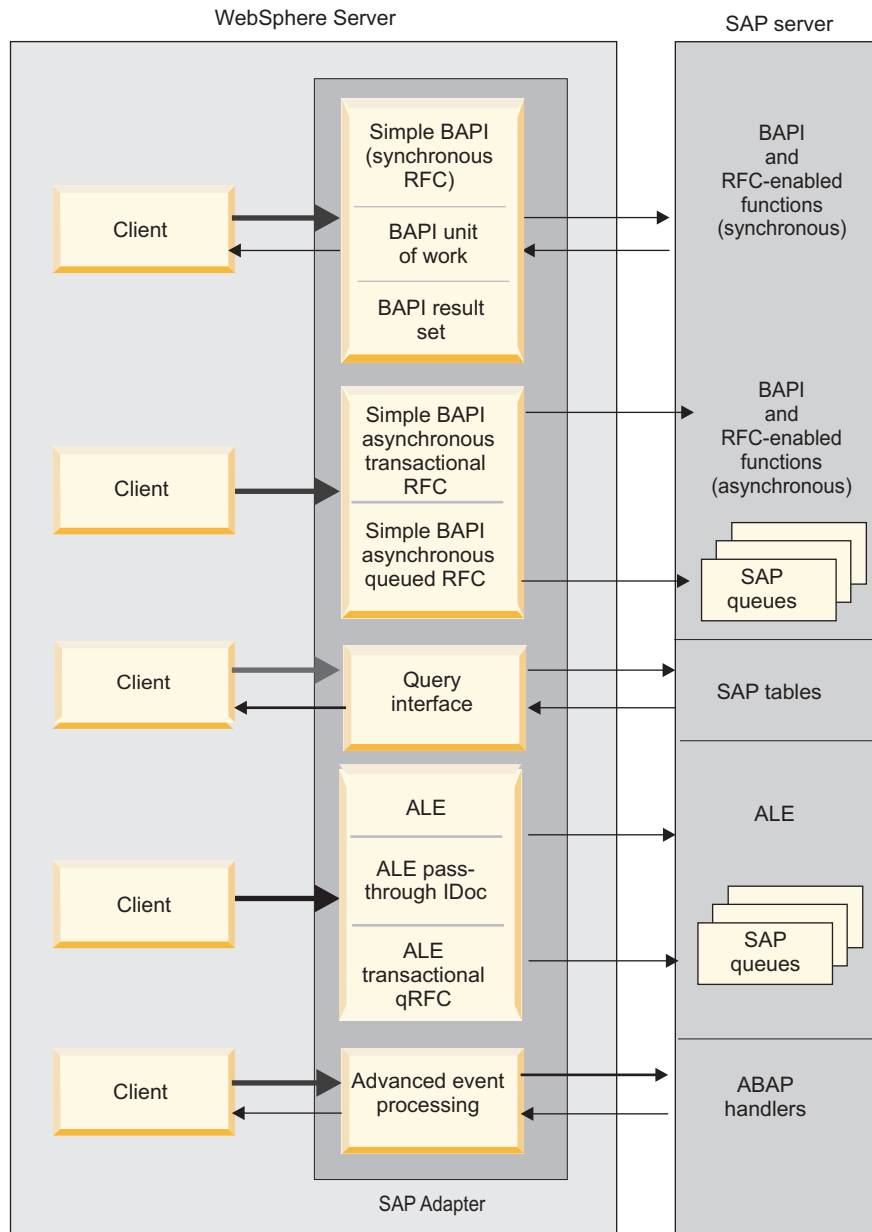 WebSphere Server
SAP server
Client
Simple BAPI
(synchronous
RFC)
BAPI unit
of work
BAPI result
set
BAPI
and
RFC-enabled
functions
(synchronous)
Client
Simple BAPI
asynchronous
transactional
RFC
Simple BAPI
asynchronous
queued RFC
BAPI
and
RFC-enabled
functions
(asynchronous)
SAP
queues
Client
Query
interface
SAP tables
Client
ALE
ALE pass-
through IDoc
ALE
transactional
qRFC
ALE
SAP
queues
Client
Advanced event
processing
ABAP
handlers
SAP Adapter